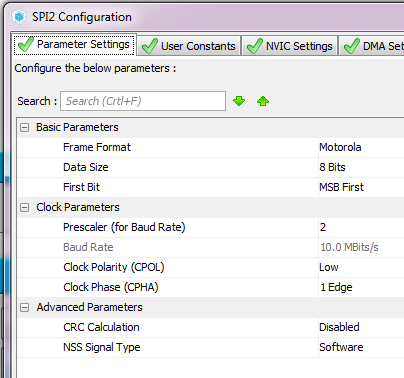 SPI2 Configuration
Parameter Settings User Constants NVIC Settings DMA Set
Configure the below parameters :
Search : Search (Crtl+F)
Basic Parameters
Frame Format Motorola
Data Size 8 Bits
First Bit MSB First
Clock Parameters
Prescaler (for Baud Rate) 2
Baud Rate 10.0 MBits/s
Clock Polarity (CPOL) Low
Clock Phase (CPHA) 1 Edge
Advanced Parameters
CRC Calculation Disabled
NSS Signal Type Software